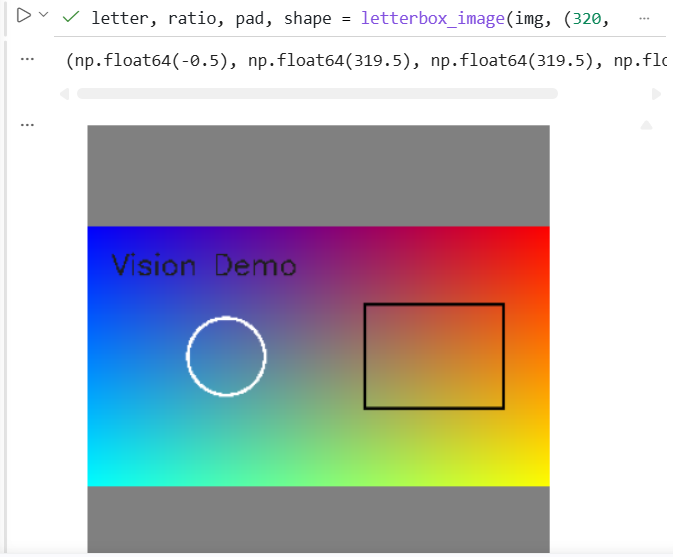 letter, ratio, pad, shape = letterbox_image(img, (320,
(np.float64(-0.5), np.float64(319.5), np.float64(319.5), np.flo
Vision Demo